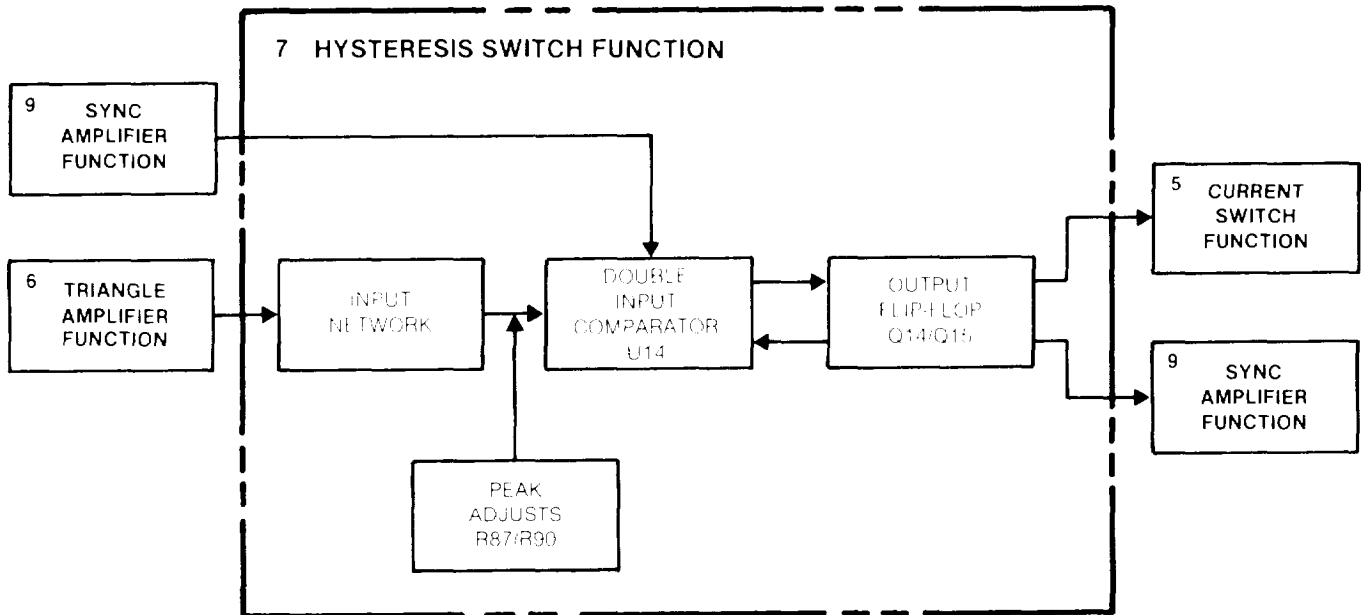 7 HYSTERESIS SWITCH FUNCTION
9 SYNC
AMPLIFIER
FUNCTION
6 TRIANGLE
AMPLIFIER
FUNCTION
INPUT
NETWORK
DOUBLE
INPUT
COMPARATOR
U14
OUTPUT
FLIP-FLOP
Q14/Q15
PEAK
ADJUSTS
R87/R90
5 CURRENT
SWITCH
FUNCTION
9 SYNC
AMPLIFIER
FUNCTION